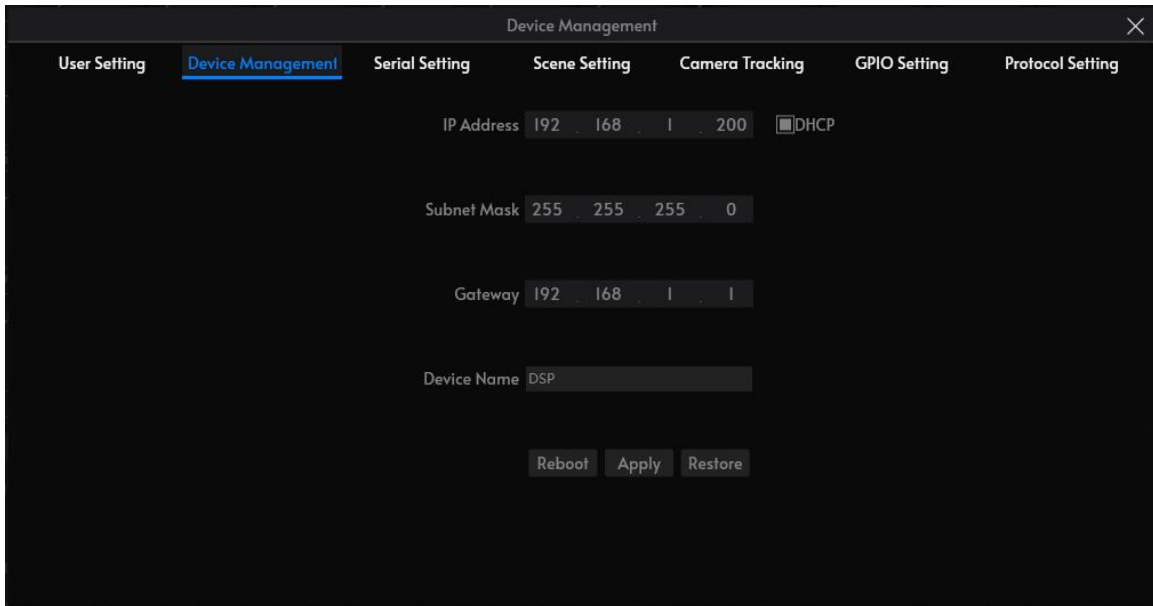 Device Management
User Setting Device Management Serial Setting Scene Setting Camera Tracking GPIO Setting Protocol Setting
IP Address 192 . 168 . 1 . 200 DHCP
Subnet Mask 255 . 255 . 255 . 0
Gateway 192 . 168 . 1 . 1
Device Name DSP
Reboot Apply Restore